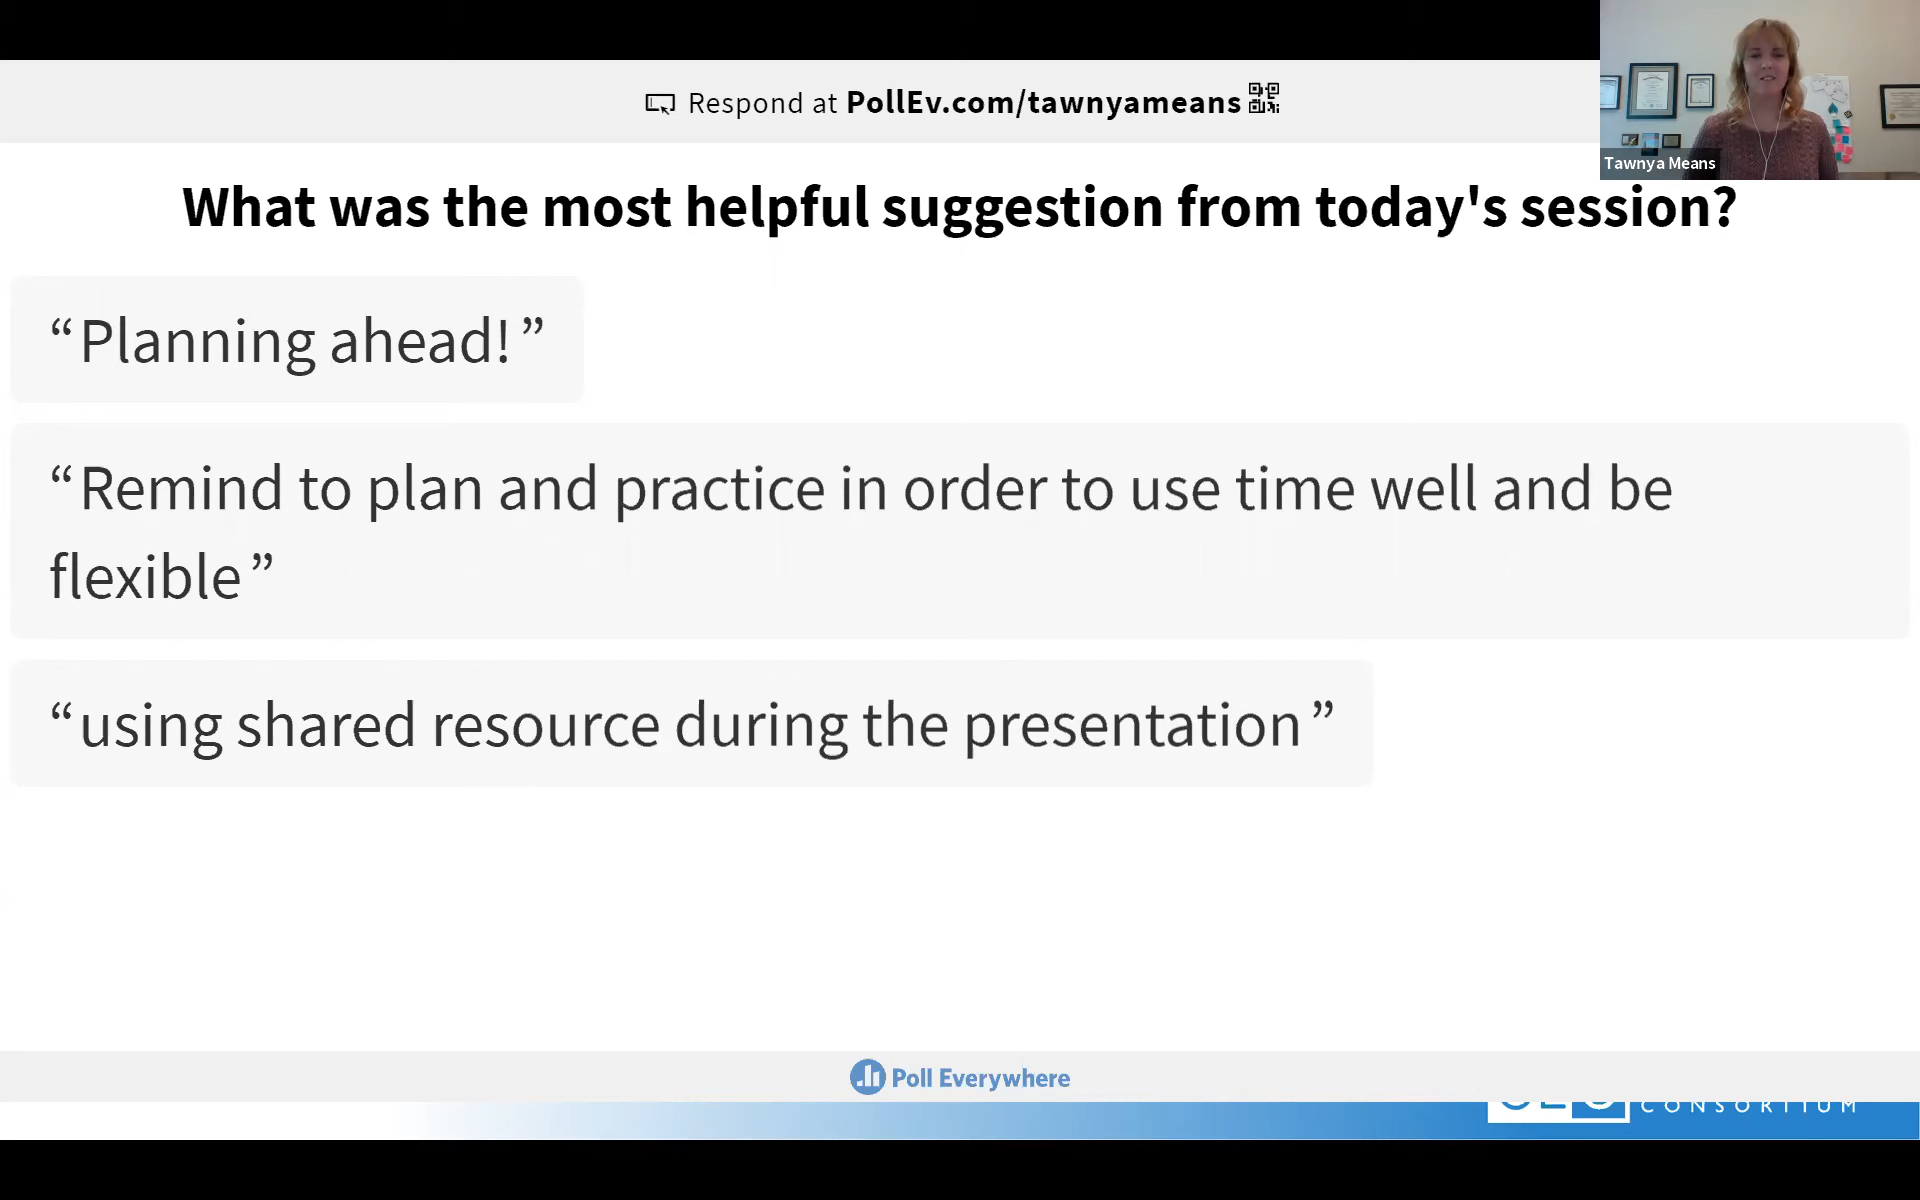 Respond at PollEv.com/tawnyameans
Tawnya Means
What was the most helpful suggestion from today's session?
“Planning ahead!”
“Remind to plan and practice in order to use time well and be
flexible”
“using shared resource during the presentation”
Poll Everywhere
CONSORTIUM